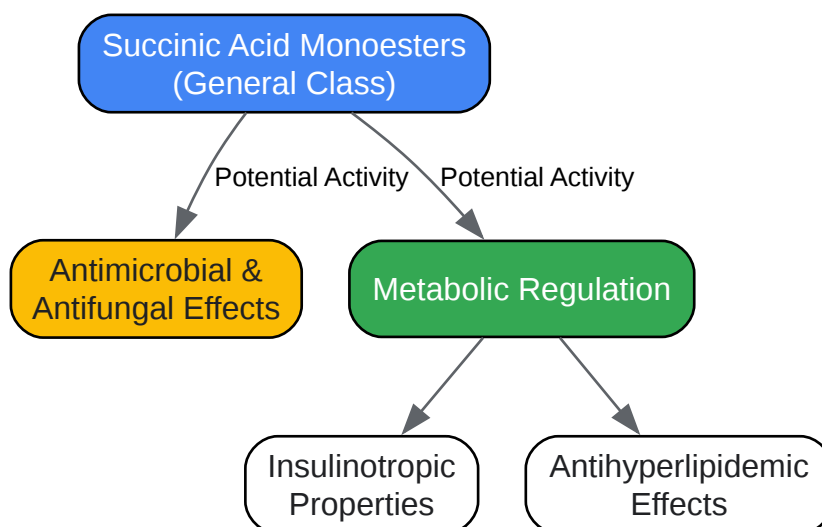 Succinic Acid Monoesters
(General Class)
Potential Activity
Potential Activity
Antimicrobial &
Antifungal Effects
Metabolic Regulation
Insulinotropic
Properties
Antihyperlipidemic
Effects